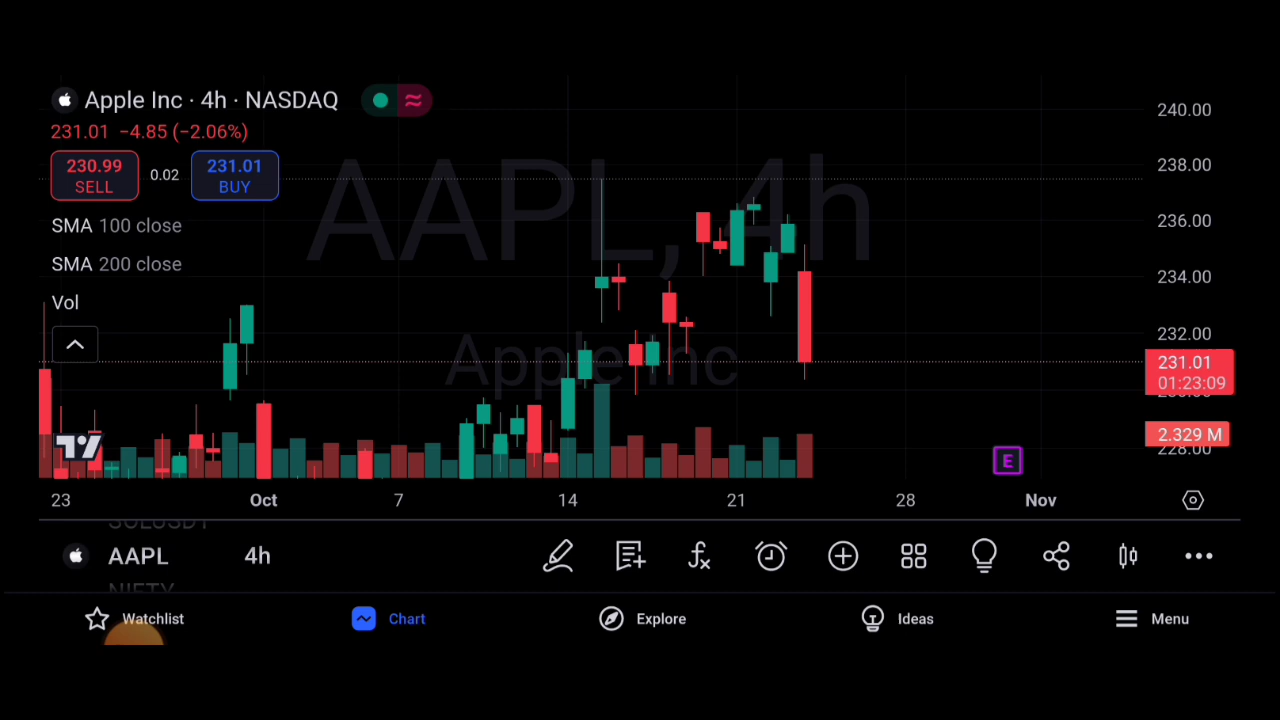 Apple Inc · 4h · NASDAQ
231.01 −4.85 (−2.06%)
230.99 SELL 0.02 231.01 BUY
SMA 100 close
SMA 200 close
Vol
AAPL, 4h
Apple Inc
240.00
238.00
236.00
234.00
232.00
231.01
01:23:09
2.329 M
228.00
E
23 Oct 7 14 21 28 Nov
SOLUSDT
AAPL 4h
NIFTY
Watchlist Chart Explore Ideas Menu